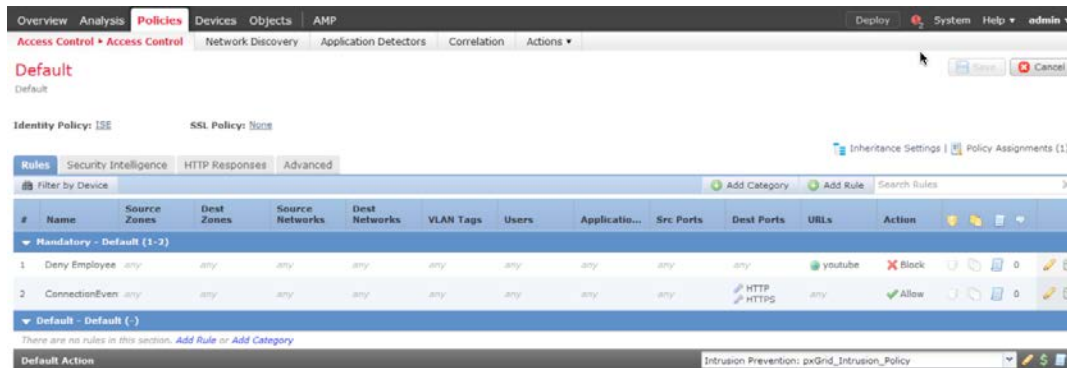 Overview Analysis Policies Devices Objects AMP Deploy System Help admin
Access Control ▸ Access Control Network Discovery Application Detectors Correlation Actions
Default
Default
Save Cancel
Identity Policy: ISE SSL Policy: None
Inheritance Settings | Policy Assignments (1)
Rules Security Intelligence HTTP Responses Advanced
Filter by Device Add Category Add Rule Search Rules
# Name Source Zones Dest Zones Source Networks Dest Networks VLAN Tags Users Applicatio... Src Ports Dest Ports URLs Action
Mandatory - Default (1-2)
1 Deny Employee any any any any any any any any any youtube Block 0
2 ConnectionEven any any any any any any any any HTTP HTTPS any Allow 0
Default - Default (-)
There are no rules in this section. Add Rule or Add Category
Default Action Intrusion Prevention: pxGrid_Intrusion_Policy